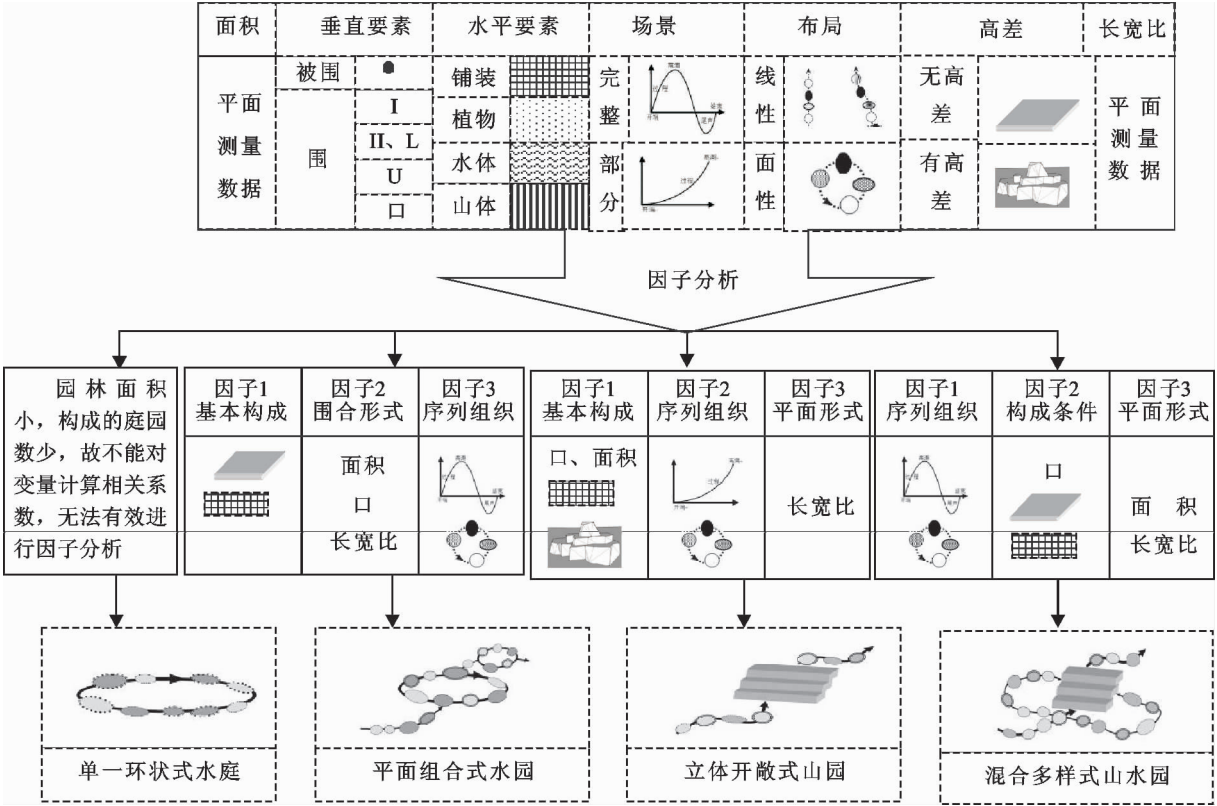 面积
垂直要素
水平要素
场景
布局
高差
长宽比
平面
测量
数据
被围
围
I
II、L
U
口
铺装
植物
水体
山体
完整
部分
线性
面性
无高差
有高差
平面
测量
数据
因子分析
园林面积
小，构成的庭园
数少，故不能对
变量计算相关系
数，无法有效进
行因子分析
因子1
基本构成
因子2
围合形式
面积
口
长宽比
因子3
序列组织
因子1
基本构成
口、面积
因子2
序列组织
因子3
平面形式
长宽比
因子1
序列组织
因子2
构成条件
口
因子3
平面形式
面积
长宽比
单一环状式水庭
平面组合式水园
立体开敞式山园
混合多样式山水园